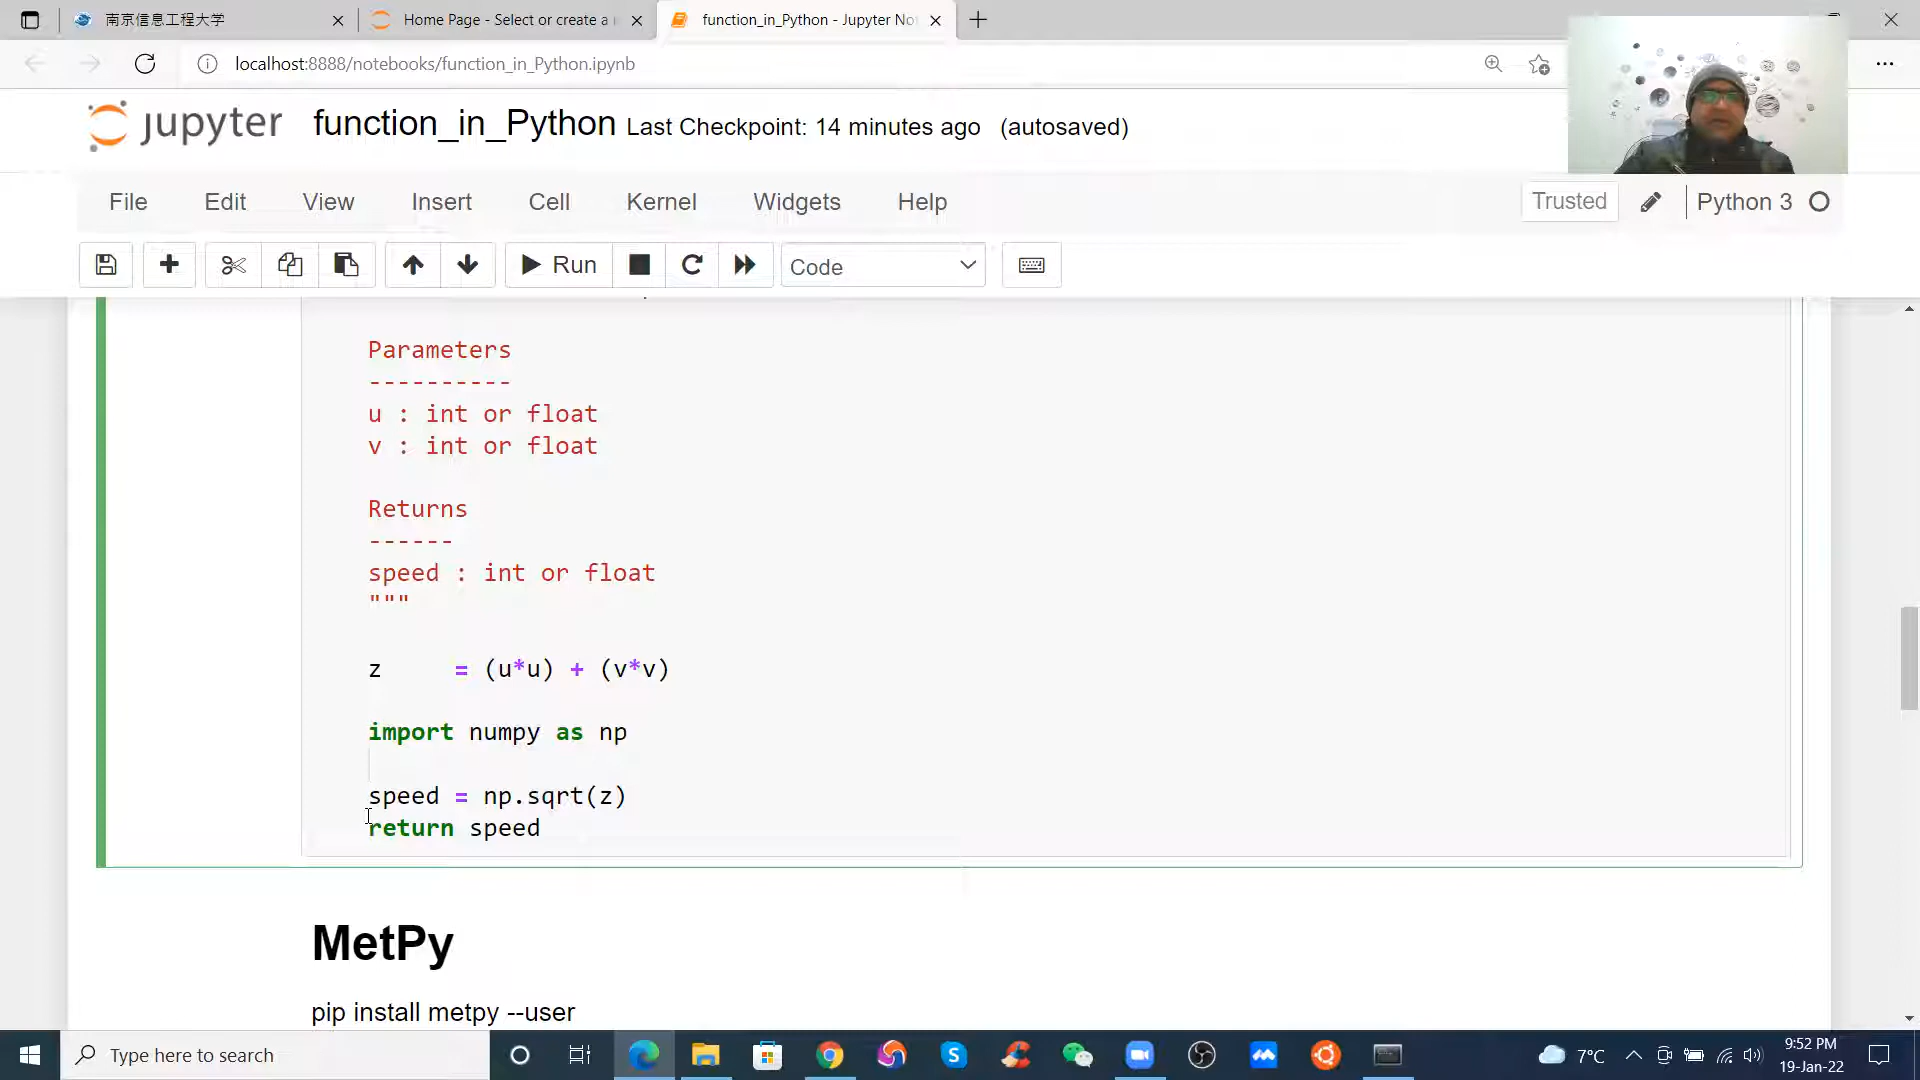 南京信息工程大学
Home Page - Select or create a
function_in_Python - Jupyter No
localhost:8888/notebooks/function_in_Python.ipynb
jupyter function_in_Python Last Checkpoint: 14 minutes ago (autosaved)
File Edit View Insert Cell Kernel Widgets Help Trusted Python 3
Run Code
Parameters
----------
u : int or float
v : int or float
Returns
------
speed : int or float
"""
z = (u*u) + (v*v)
import numpy as np
speed = np.sqrt(z)
return speed
MetPy
pip install metpy --user
Type here to search
7°C
9:52 PM
19-Jan-22